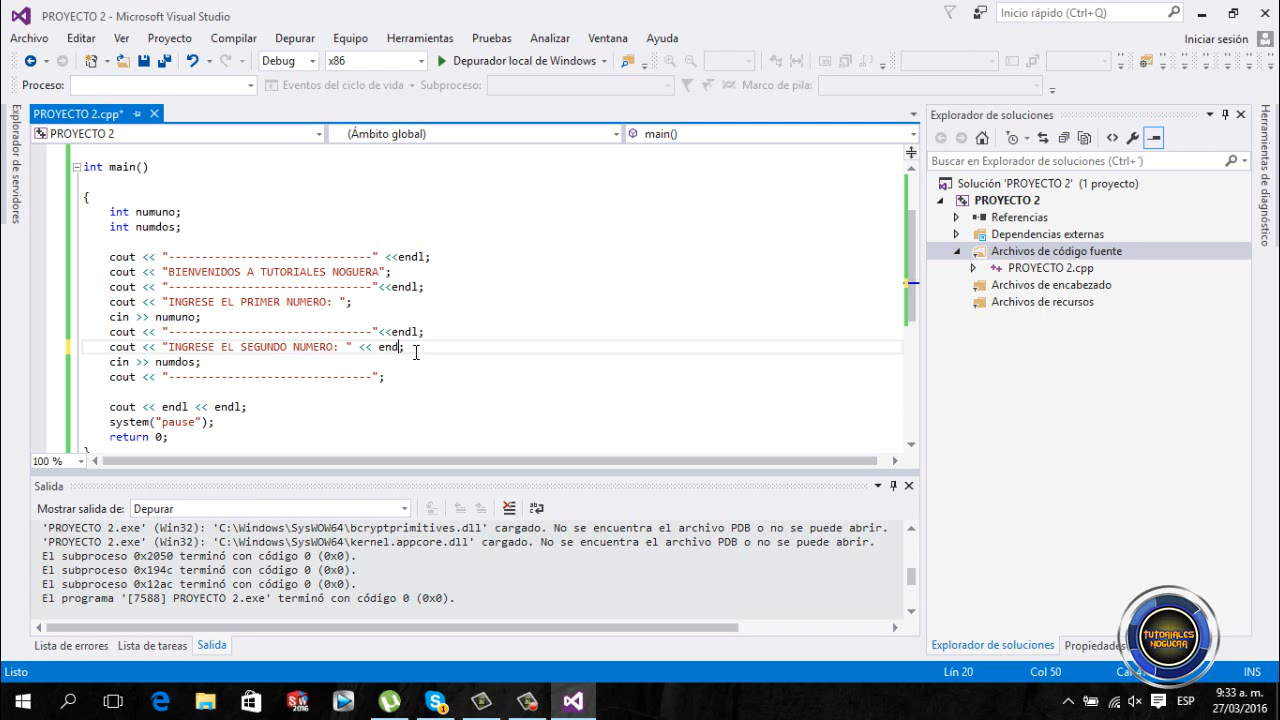 PROYECTO 2 - Microsoft Visual Studio
Inicio rápido (Ctrl+Q)
Archivo Editar Ver Proyecto Compilar Depurar Equipo Herramientas Pruebas Analizar Ventana Ayuda
Iniciar sesión
Debug x86 Depurador local de Windows
Proceso: Eventos del ciclo de vida Subproceso: Marco de pila:
Explorador de servidores
PROYECTO 2.cpp*
PROYECTO 2 (Ámbito global) main()
int main()
{
int numuno;
int numdos;
cout << "-------------------------------" <<endl;
cout << "BIENVENIDOS A TUTORIALES NOGUERA";
cout << "-------------------------------"<<endl;
cout << "INGRESE EL PRIMER NUMERO: ";
cin >> numuno;
cout << "-------------------------------"<<endl;
cout << "INGRESE EL SEGUNDO NUMERO: " << end;
cin >> numdos;
cout << "-------------------------------";
cout << endl << endl;
system("pause");
return 0;
}
100 %
Salida
Mostrar salida de: Depurar
'PROYECTO 2.exe' (Win32): 'C:\Windows\SysWOW64\bcryptprimitives.dll' cargado. No se encuentra el archivo PDB o no se puede abrir.
'PROYECTO 2.exe' (Win32): 'C:\Windows\SysWOW64\kernel.appcore.dll' cargado. No se encuentra el archivo PDB o no se puede abrir.
El subproceso 0x2050 terminó con código 0 (0x0).
El subproceso 0x194c terminó con código 0 (0x0).
El subproceso 0x12ac terminó con código 0 (0x0).
El programa '[7588] PROYECTO 2.exe' terminó con código 0 (0x0).
Lista de errores Lista de tareas Salida
Explorador de soluciones
Buscar en Explorador de soluciones (Ctrl+´)
Solución 'PROYECTO 2' (1 proyecto)
PROYECTO 2
Referencias
Dependencias externas
Archivos de código fuente
PROYECTO 2.cpp
Archivos de encabezado
Archivos de recursos
Explorador de soluciones Propiedades
Herramientas de diagnóstico
TUTORIALES
NOGUERA
Listo Lín 20 Col 50 INS
SW
2016
1
ESP
9:33 a. m.
27/03/2016